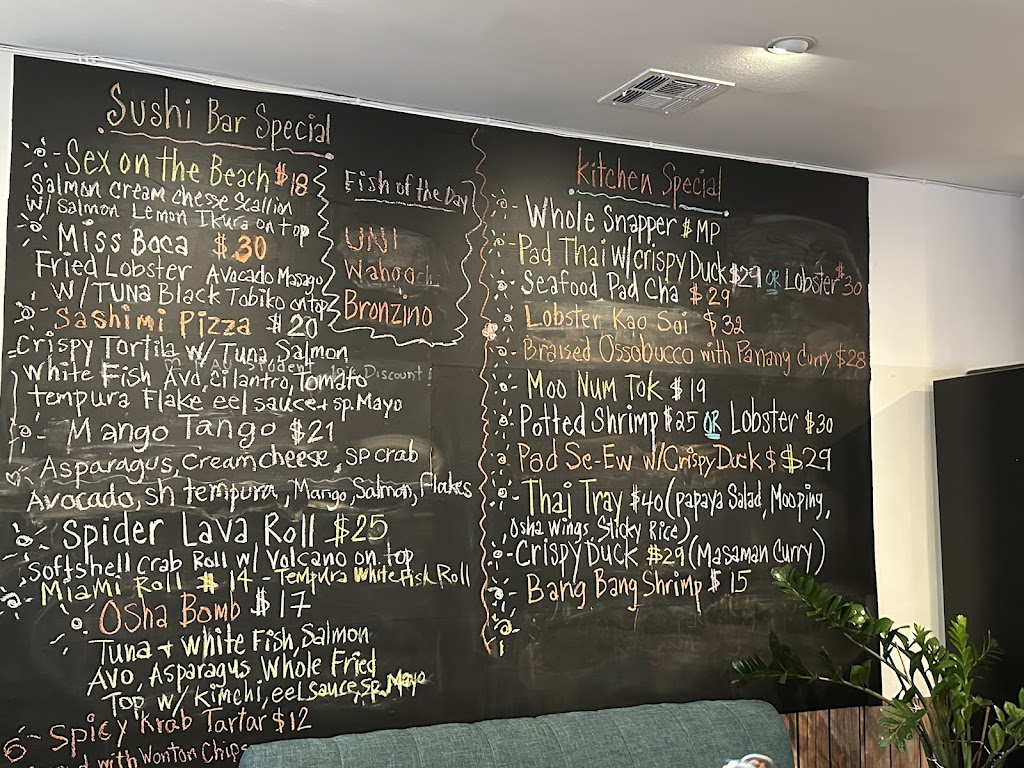 Sushi Bar Special
- Sex on the Beach $18
Salmon Cream Chesse Scallion
W/ Salmon Lemon Ikura on top
- Miss Boca $30
Fried Lobster Avocado Masago
W/ TUNA Black Tobiko on top
- Sashimi Pizza $20
Crispy Tortila W/ Tuna, Salmon
White Fish Avo, cilantro, Tomato
tempura Flake eel sauce + sp. Mayo
- Mango Tango $21
Asparagus, Cream cheese, SP crab
Avocado, sh tempura, Mango, Salmon, Flakes
- Spider Lava Roll $25
Softshell crab Roll w/ Volcano on top
- Miami Roll $14 - Tempura White Fish Roll
- Osha Bomb $17
Tuna + White Fish, Salmon
Avo, Asparagus Whole Fried
Top w/ Kimchi, eel sauce, SP. Mayo
6 - Spicy Krab Tartar $12
with Wonton Chips
Fish of the Day
UNI
Wahoo
Bronzino
Discount!
Kitchen Special
- Whole Snapper $ MP
- Pad Thai w/ crispy Duck $29 OR Lobster $30
- Seafood Pad Cha $29
- Lobster Kao Soi $32
- Braised Ossobucco with Panang Curry $28
- Moo Num Tok $19
- Potted Shrimp $25 OR Lobster $30
- Pad Se-Ew w/ Crispy Duck $ $29
- Thai Tray $40 (papaya Salad, Mooping,
Osha Wings, Sticky Rice)
- Crispy Duck $29 (Masaman Curry)
- Bang Bang Shrimp $15